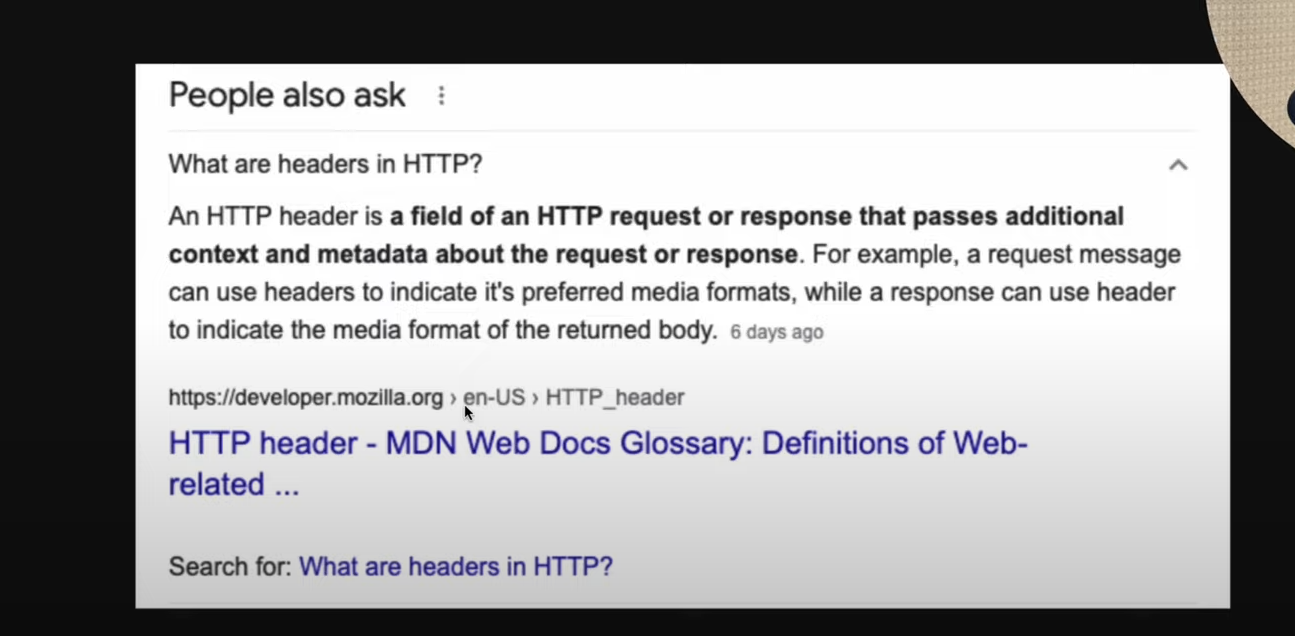 People also ask
What are headers in HTTP?
An HTTP header is a field of an HTTP request or response that passes additional
context and metadata about the request or response. For example, a request message
can use headers to indicate it's preferred media formats, while a response can use header
to indicate the media format of the returned body. 6 days ago
https://developer.mozilla.org › en-US › HTTP_header
HTTP header - MDN Web Docs Glossary: Definitions of Web-
related ...
Search for: What are headers in HTTP?